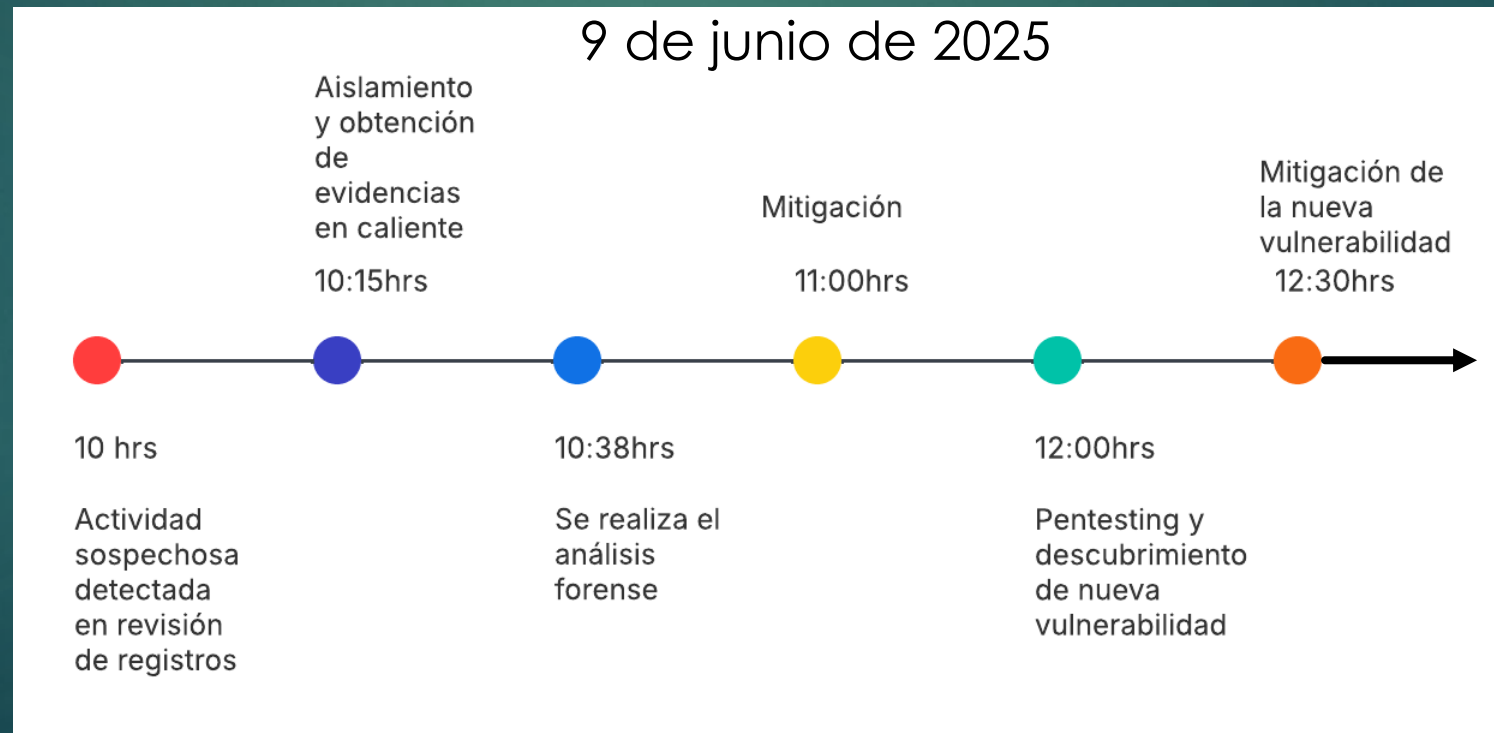 9 de junio de 2025
Aislamiento
y obtención
de
evidencias
en caliente
10:15hrs
Mitigación
11:00hrs
Mitigación de
la nueva
vulnerabilidad
12:30hrs
10 hrs
Actividad
sospechosa
detectada
en revisión
de registros
10:38hrs
Se realiza el
análisis
forense
12:00hrs
Pentesting y
descubrimiento
de nueva
vulnerabilidad